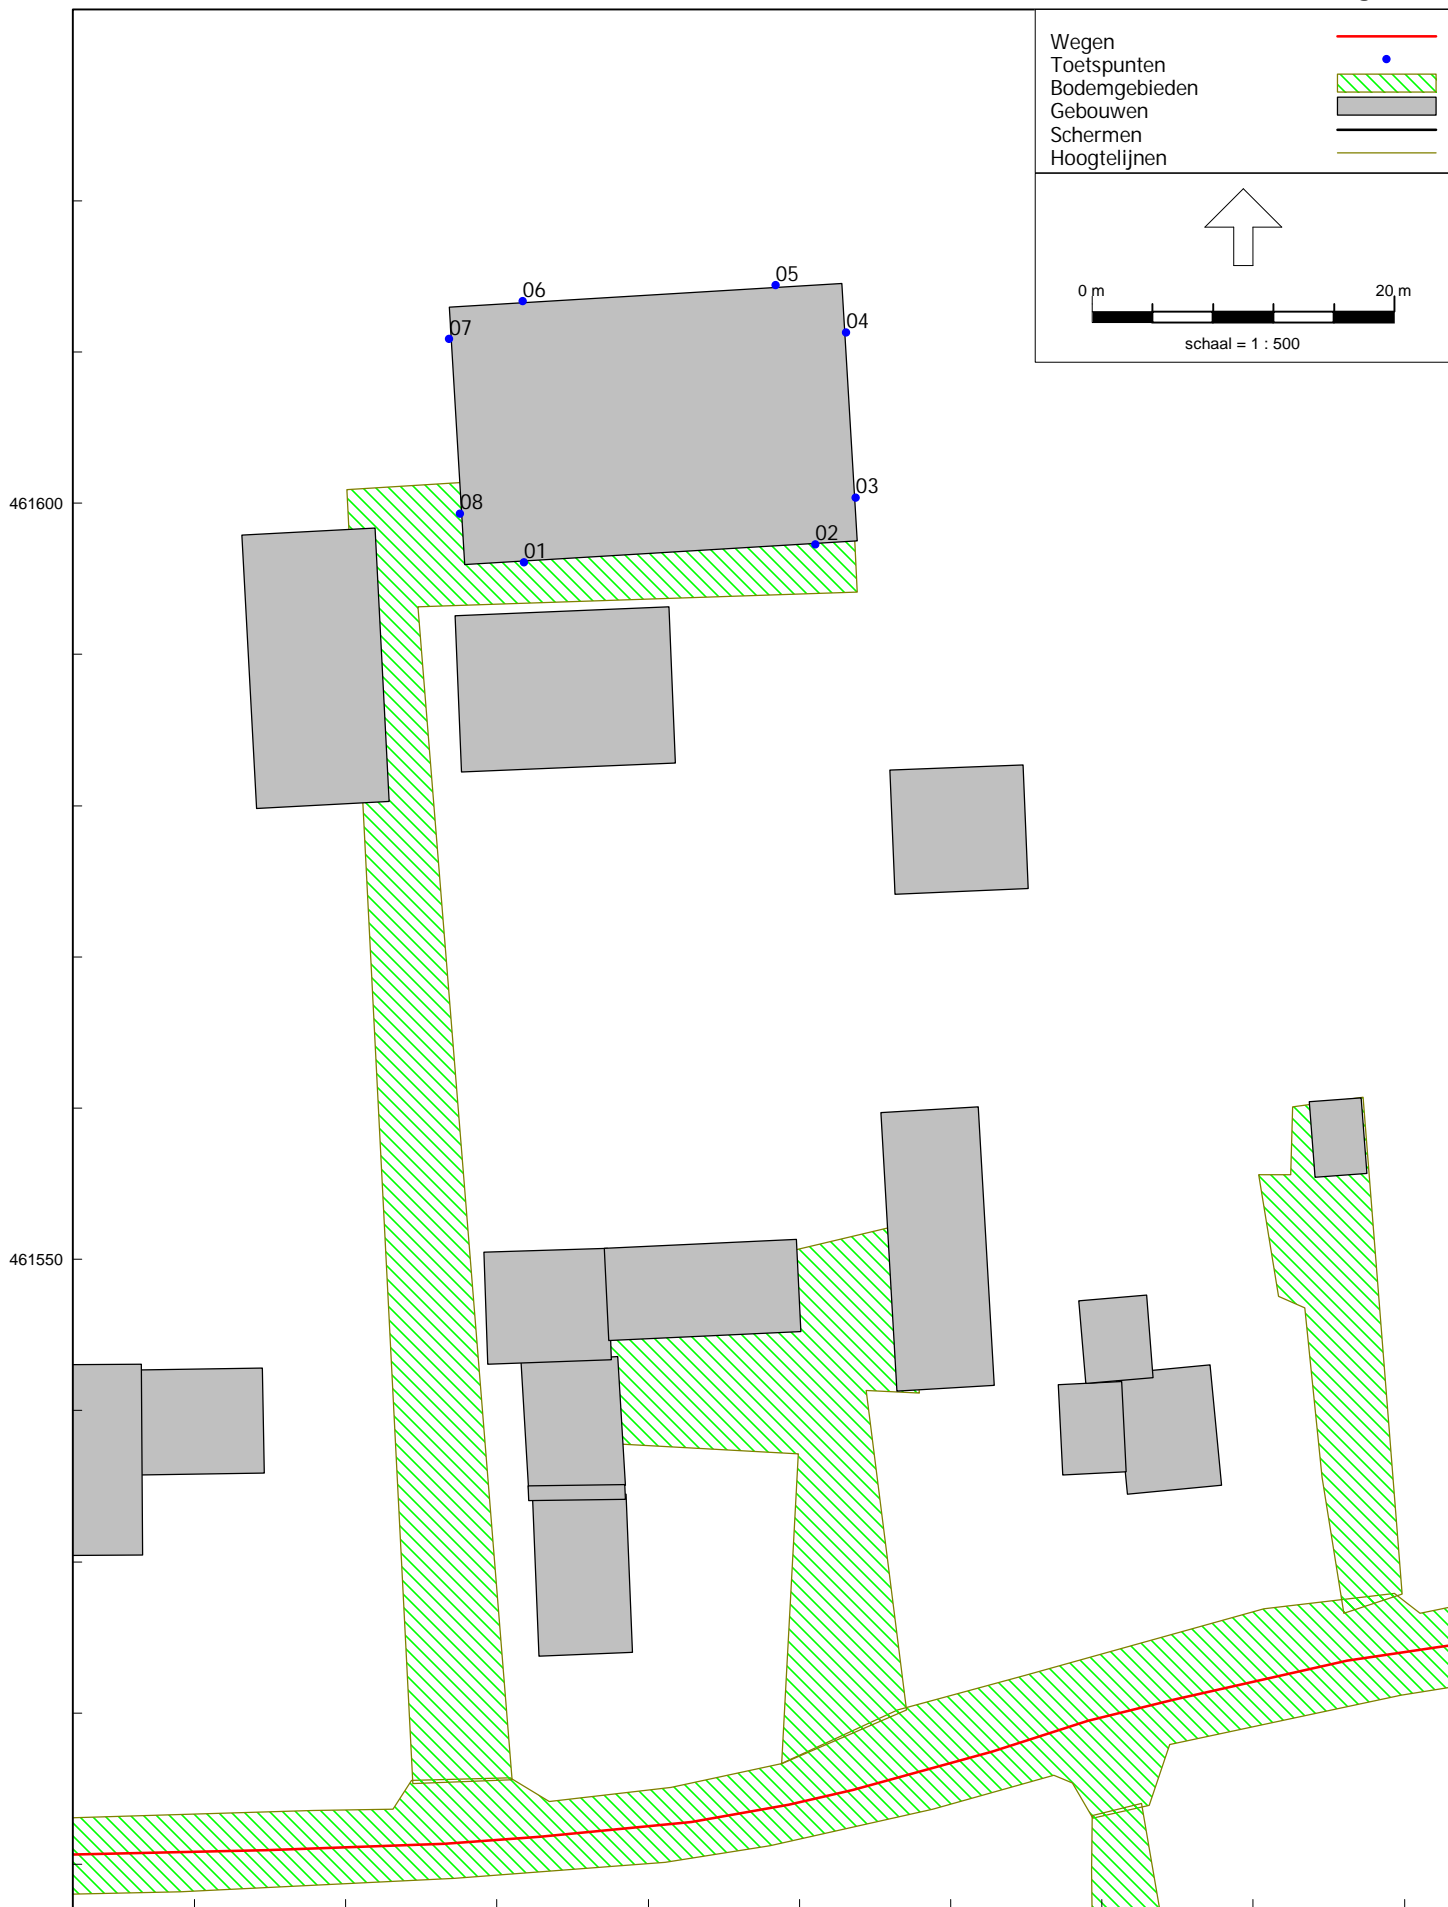 Wegen
Toetspunten
Bodemgebieden
Gebouwen
Schermen
Hoogtelijnen
0 m 20 m
schaal = 1 : 500
05
06
04
07
461600
03
08
02
01
461550